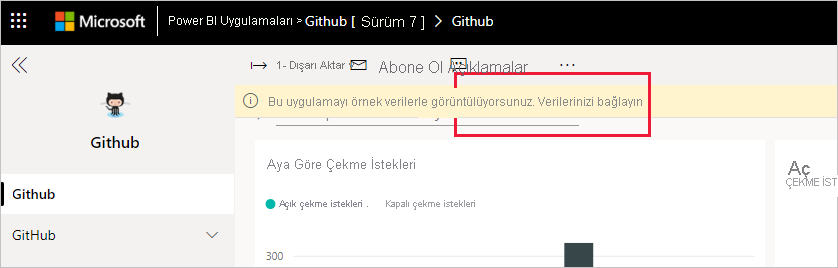 Microsoft Power BI Uygulamaları > Github [ Sürüm 7 ] > Github
1- Dışarı Aktar Abone Ol Açıklamalar ...
Bu uygulamayı örnek verilerle görüntülüyorsunuz. Verilerinizi bağlayın
Github
Github
GitHub
Aya Göre Çekme İstekleri
Açık çekme istekleri . Kapalı çekme istekleri
300
Aç
ÇEKME İST